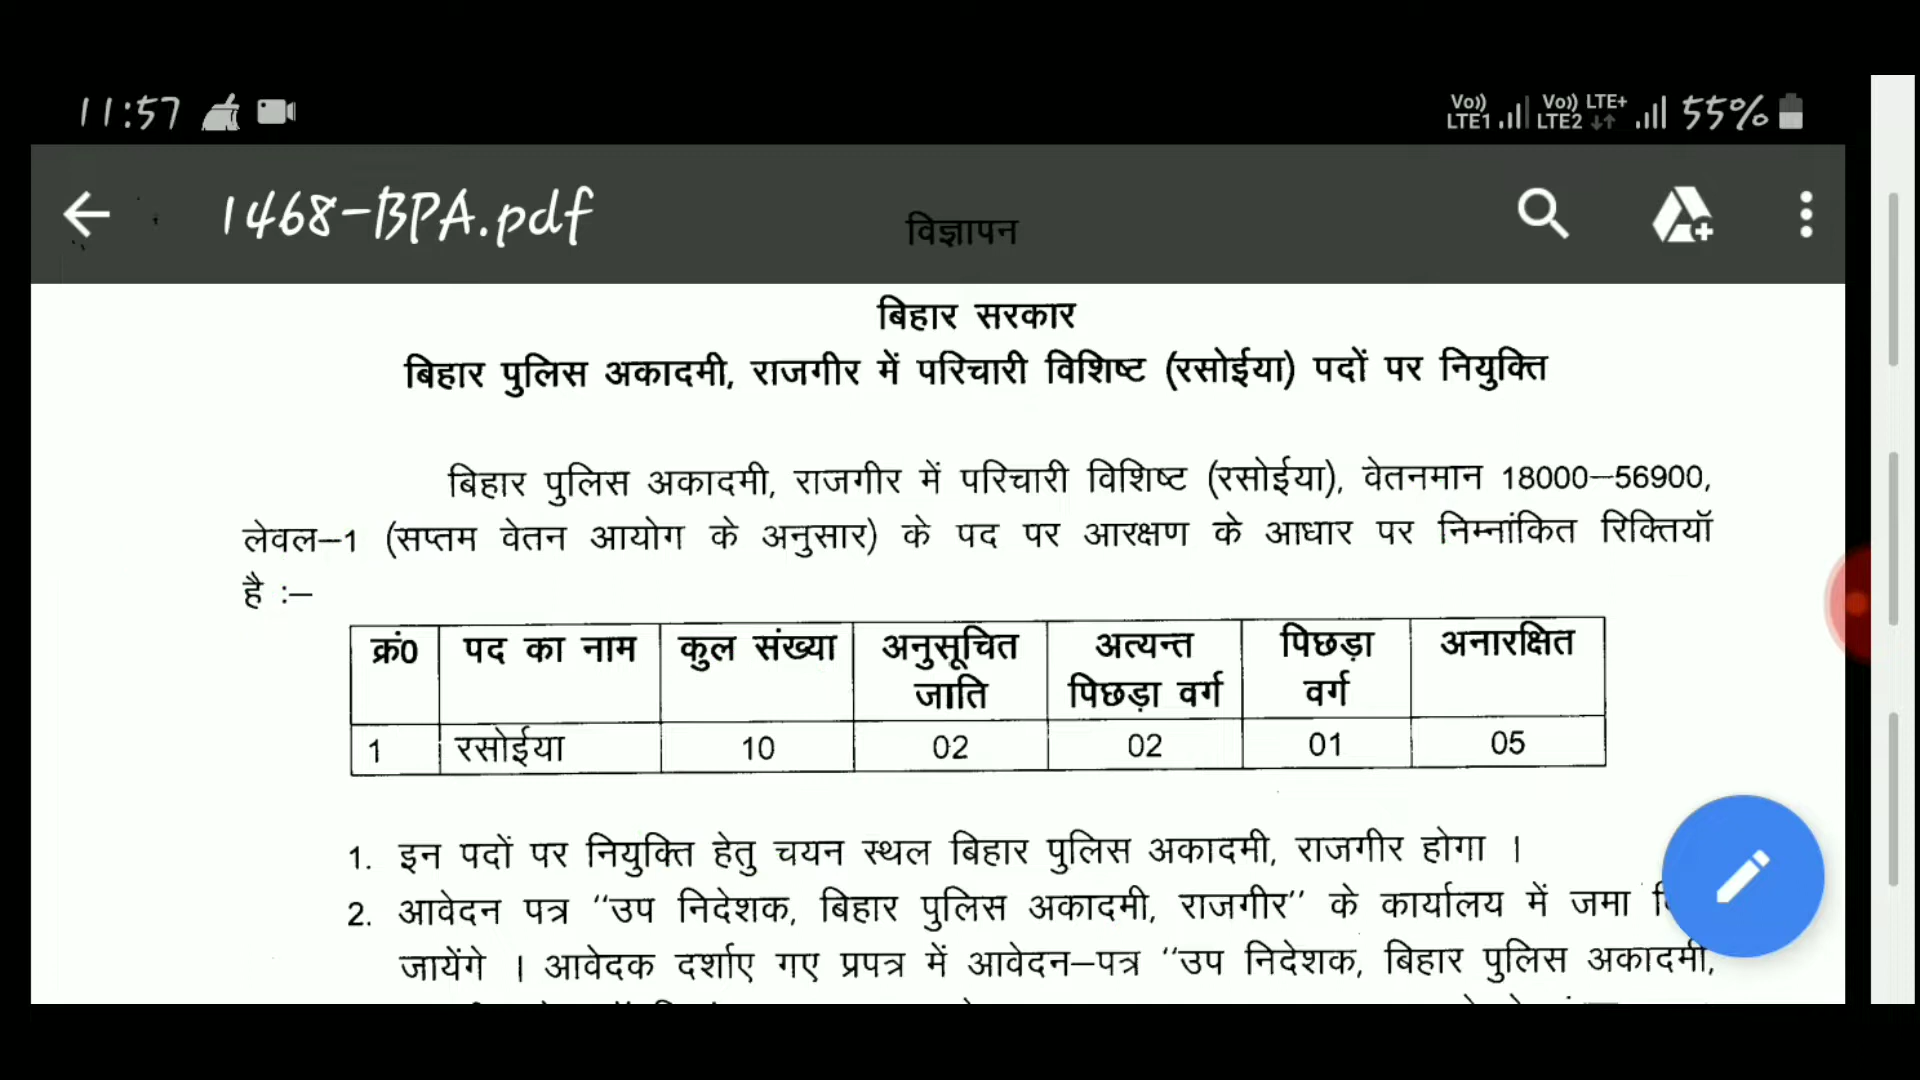 11:57 Vo)) LTE1 Vo)) LTE2 LTE+ 55%
1468-BPA.pdf
विज्ञापन
बिहार सरकार
बिहार पुलिस अकादमी, राजगीर में परिचारी विशिष्ट (रसोईया) पदों पर नियुक्ति
बिहार पुलिस अकादमी, राजगीर में परिचारी विशिष्ट (रसोईया), वेतनमान 18000–56900,
लेवल–1 (सप्तम वेतन आयोग के अनुसार) के पद पर आरक्षण के आधार पर निम्नांकित रिक्तियॉ
है :–
क्रं0 पद का नाम कुल संख्या अनुसूचित जाति अत्यन्त पिछड़ा वर्ग पिछड़ा वर्ग अनारक्षित
1 रसोईया 10 02 02 01 05
1. इन पदों पर नियुक्ति हेतु चयन स्थल बिहार पुलिस अकादमी, राजगीर होगा ।
2. आवेदन पत्र “उप निदेशक, बिहार पुलिस अकादमी, राजगीर” के कार्यालय में जमा
जायेंगे । आवेदक दर्शाए गए प्रपत्र में आवेदन–पत्र “उप निदेशक, बिहार पुलिस अकादमी,